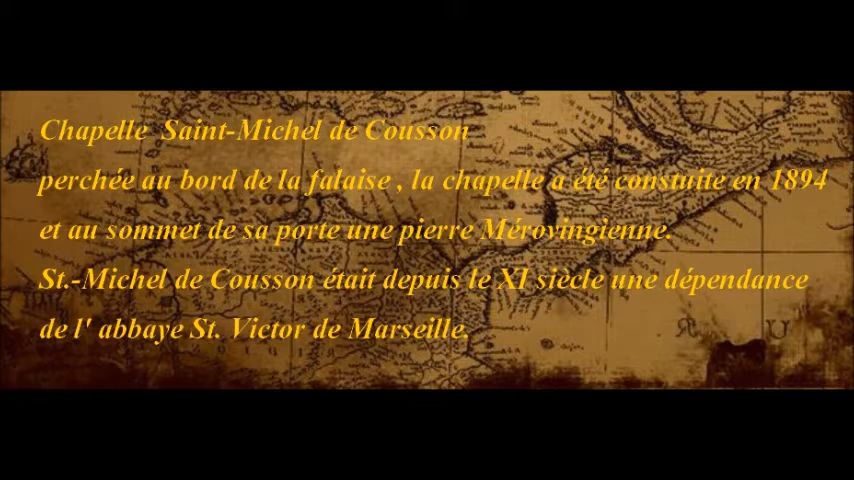 Chapelle Saint-Michel de Cousson
perchée au bord de la falaise , la chapelle a été constuite en 1894
et au sommet de sa porte une pierre Mérovingienne.
St.-Michel de Cousson était depuis le XI siècle une dépendance
de l' abbaye St. Victor de Marseille.